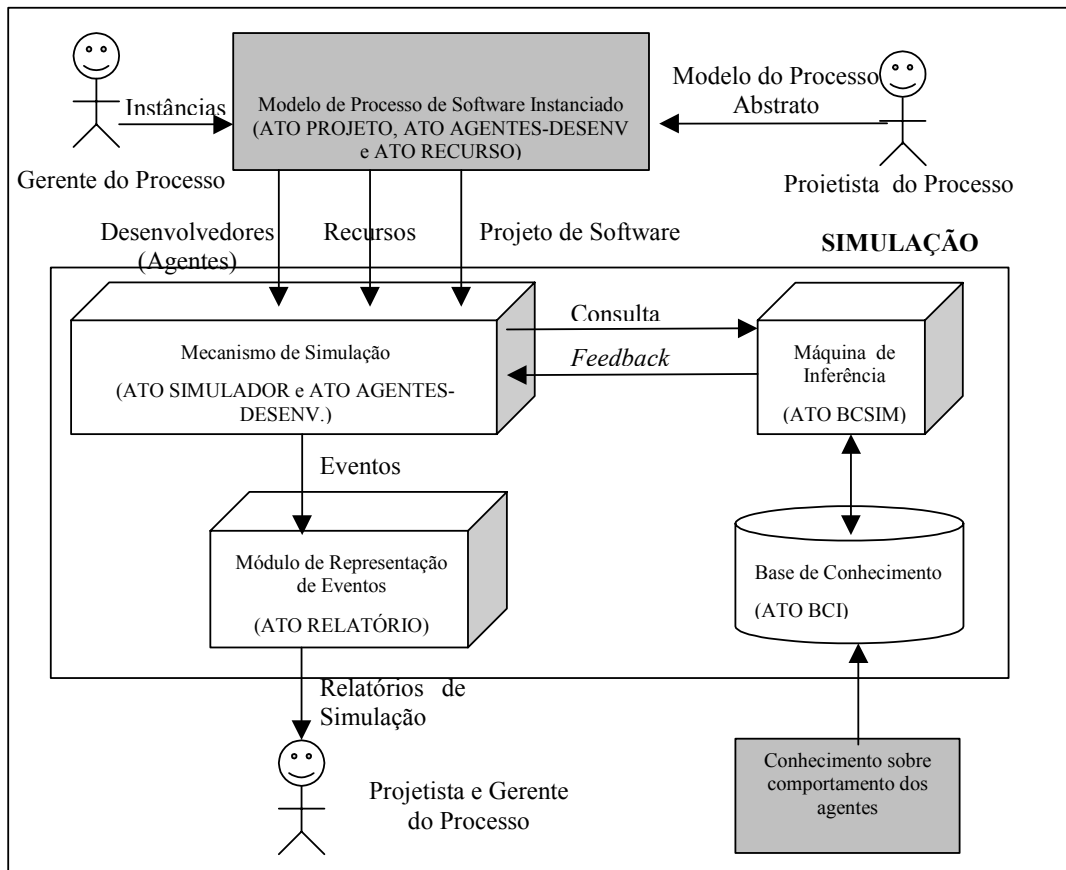 Modelo de Processo de Software Instanciado
(ATO PROJETO, ATO AGENTES-DESENV
e ATO RECURSO)
Instâncias
Gerente do Processo
Modelo do Processo
Abstrato
Projetista do Processo
Desenvolvedores
(Agentes)
Recursos
Projeto de Software
SIMULAÇÃO
Mecanismo de Simulação
(ATO SIMULADOR e ATO AGENTES-
DESENV.)
Consulta
Feedback
Máquina de
Inferência
(ATO BCSIM)
Eventos
Módulo de Representação
de Eventos
(ATO RELATÓRIO)
Base de Conhecimento
(ATO BCI)
Relatórios de
Simulação
Projetista e Gerente
do Processo
Conhecimento sobre
comportamento dos
agentes